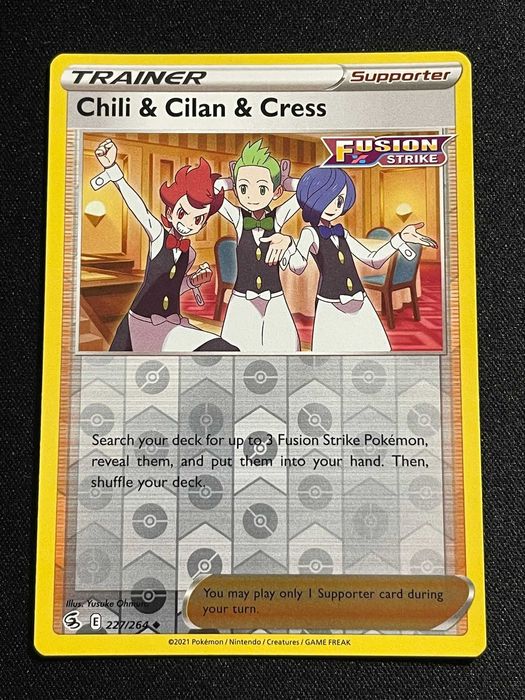 TRAINER Supporter
Chili & Cilan & Cress
FUSION
STRIKE
Search your deck for up to 3 Fusion Strike Pokémon,
reveal them, and put them into your hand. Then,
shuffle your deck.
Illus. Yusuke Ohmura
You may play only 1 Supporter card during
your turn.
E 227/264
©2021 Pokémon / Nintendo / Creatures / GAME FREAK